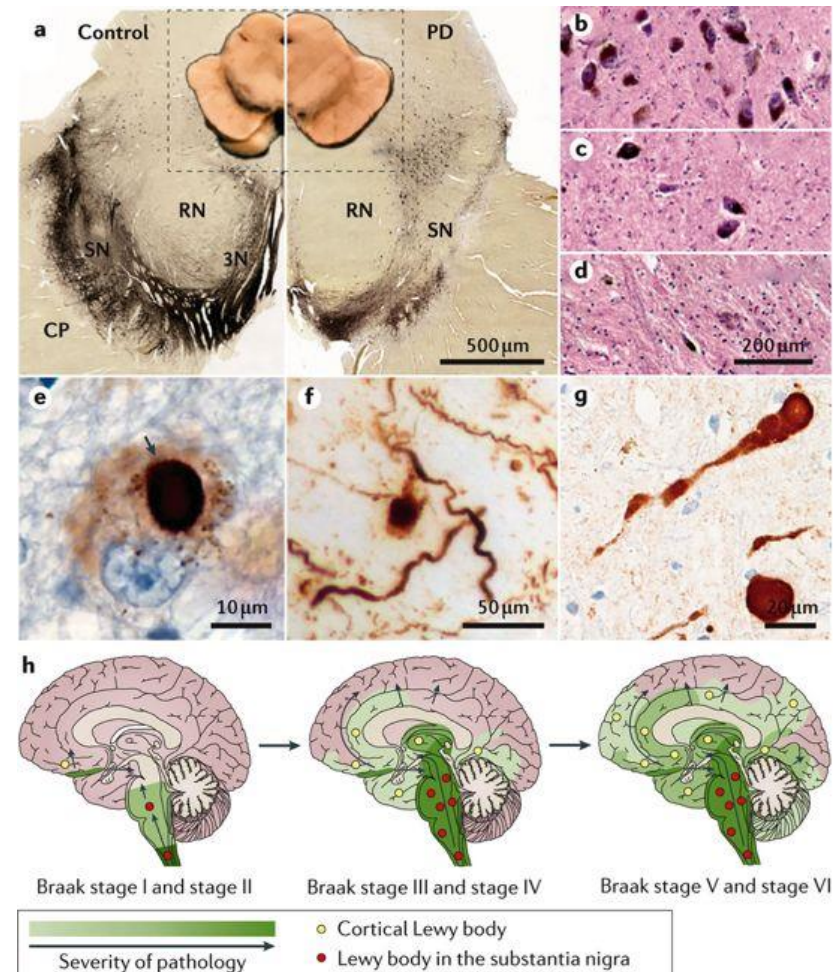 a Control PD
RN RN
SN SN
3N
CP
500 µm
b
c
d
200 µm
e
10 µm
f
50 µm
g
20 µm
h
Braak stage I and stage II
Braak stage III and stage IV
Braak stage V and stage VI
Severity of pathology
Cortical Lewy body
Lewy body in the substantia nigra